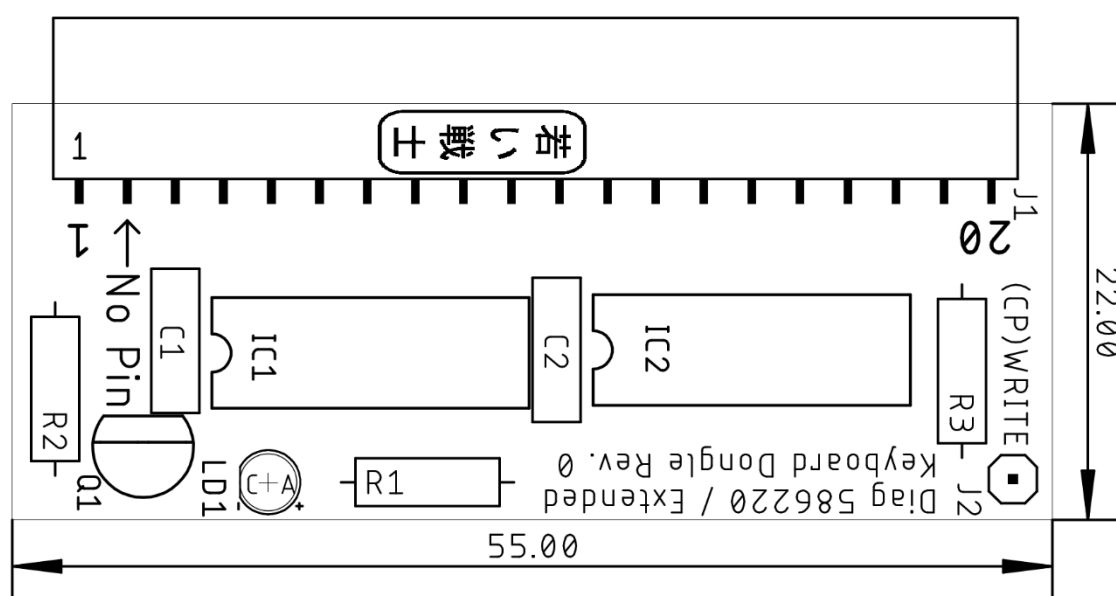 1
若い戦士
J1
1
20
←No Pin
(CP)WRITE
C1
IC1
C2
IC2
R2
R3
Q1
LD1
C+A
- +
R1
J2
Keyboard Dongle Rev. 0
Diag 586220 / Extended
22.00
55.00